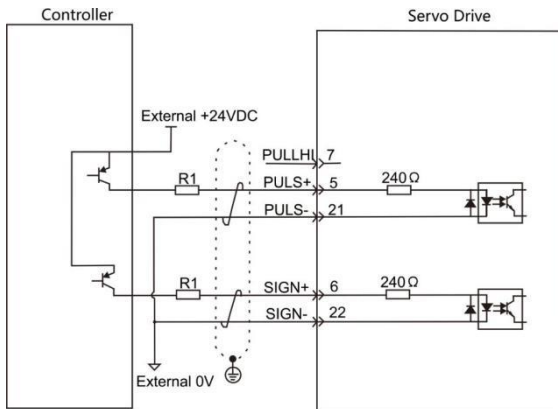 Controller
Servo Drive
External +24VDC
PULLHI 7
R1
PULS+ 5
240Ω
PULS- 21
R1
SIGN+ 6
240Ω
SIGN- 22
External 0V